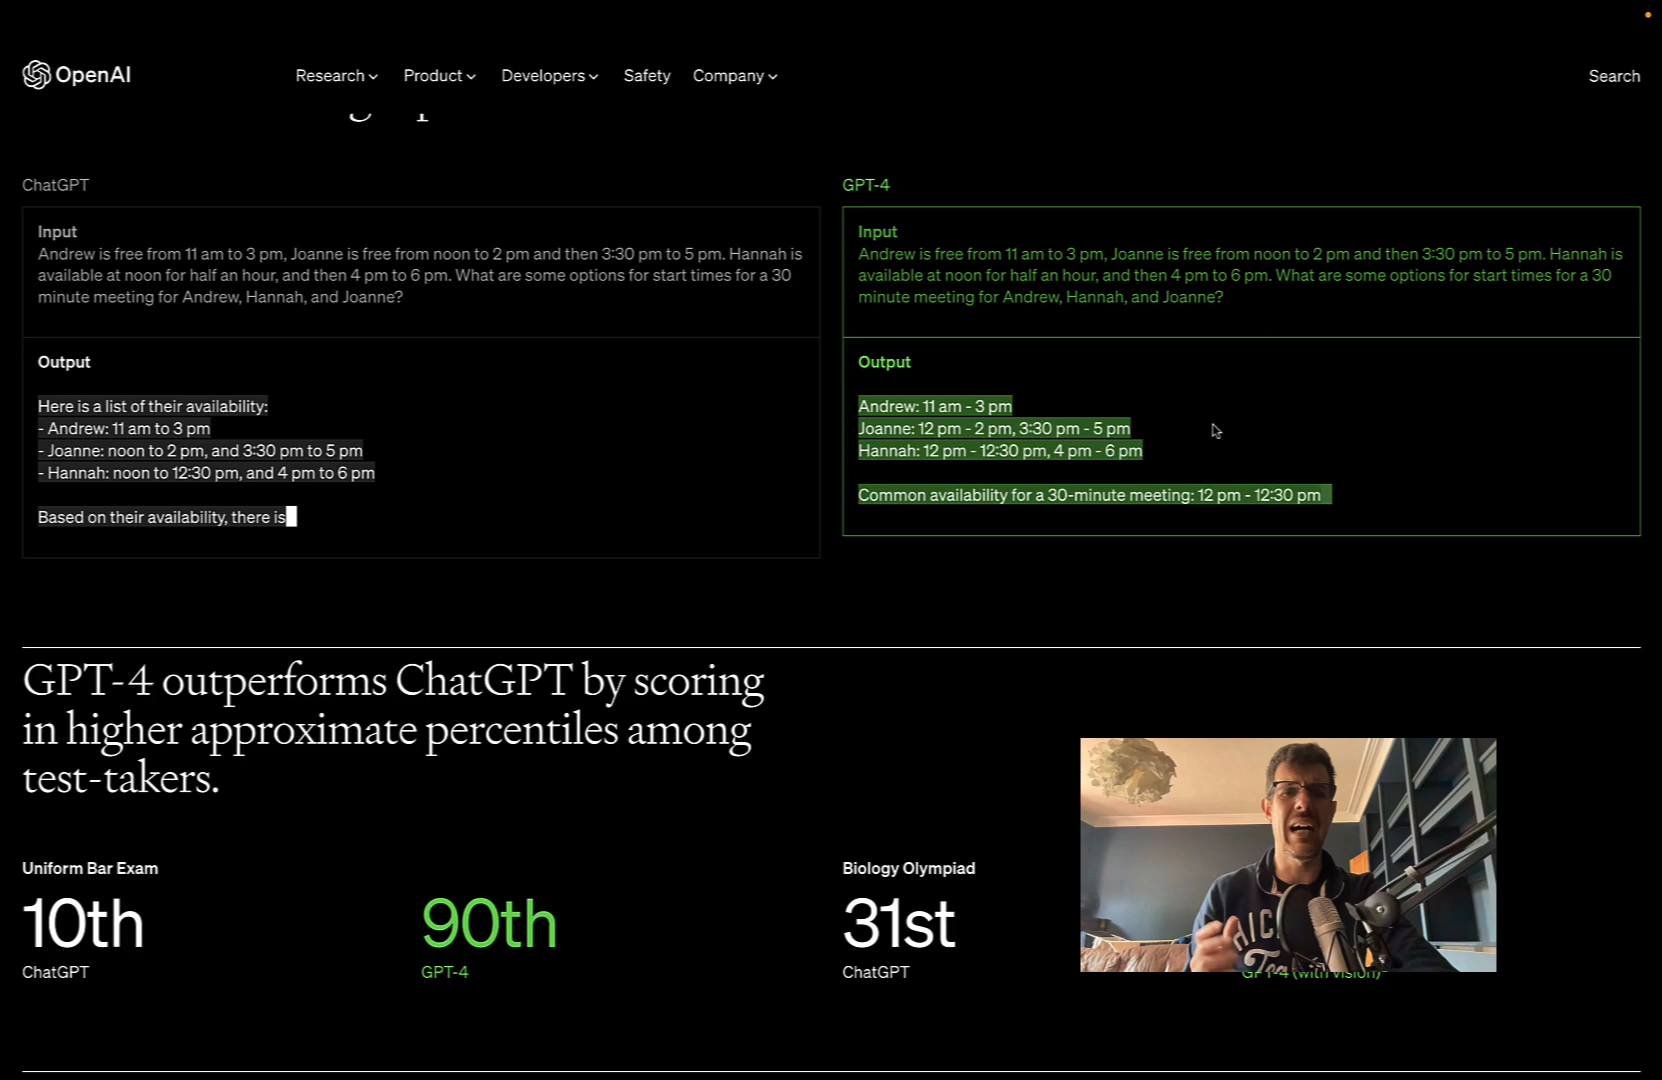 OpenAI
Research
Product
Developers
Safety
Company
Search
ChatGPT
Input
Andrew is free from 11 am to 3 pm, Joanne is free from noon to 2 pm and then 3:30 pm to 5 pm. Hannah is
available at noon for half an hour, and then 4 pm to 6 pm. What are some options for start times for a 30
minute meeting for Andrew, Hannah, and Joanne?
Output
Here is a list of their availability:
- Andrew: 11 am to 3 pm
- Joanne: noon to 2 pm, and 3:30 pm to 5 pm
- Hannah: noon to 12:30 pm, and 4 pm to 6 pm
Based on their availability, there is
GPT-4
Input
Andrew is free from 11 am to 3 pm, Joanne is free from noon to 2 pm and then 3:30 pm to 5 pm. Hannah is
available at noon for half an hour, and then 4 pm to 6 pm. What are some options for start times for a 30
minute meeting for Andrew, Hannah, and Joanne?
Output
Andrew: 11 am - 3 pm
Joanne: 12 pm - 2 pm, 3:30 pm - 5 pm
Hannah: 12 pm - 12:30 pm, 4 pm - 6 pm
Common availability for a 30-minute meeting: 12 pm - 12:30 pm
GPT-4 outperforms ChatGPT by scoring
in higher approximate percentiles among
test-takers.
Uniform Bar Exam
10th
ChatGPT
90th
GPT-4
Biology Olympiad
31st
ChatGPT
GPT-4 (with vision)